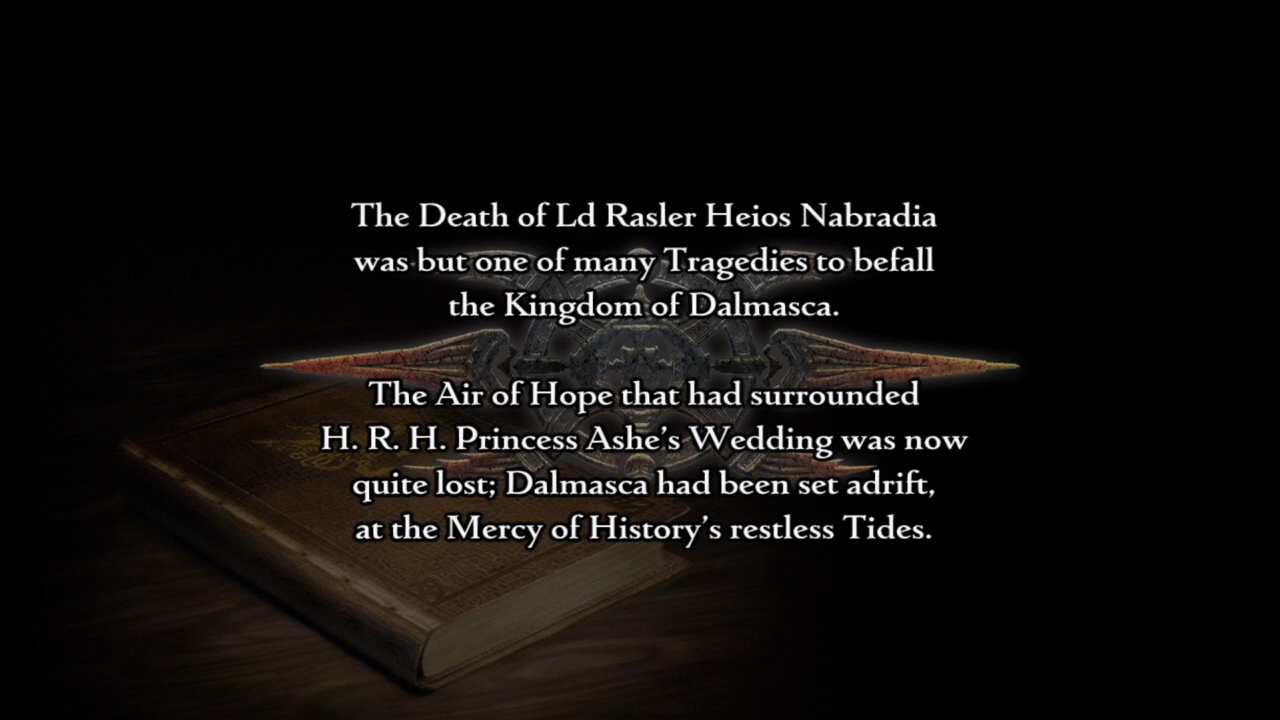 The Death of Ld Rasler Heios Nabradia
was but one of many Tragedies to befall
the Kingdom of Dalmasca.
The Air of Hope that had surrounded
H. R. H. Princess Ashe’s Wedding was now
quite lost; Dalmasca had been set adrift,
at the Mercy of History’s restless Tides.